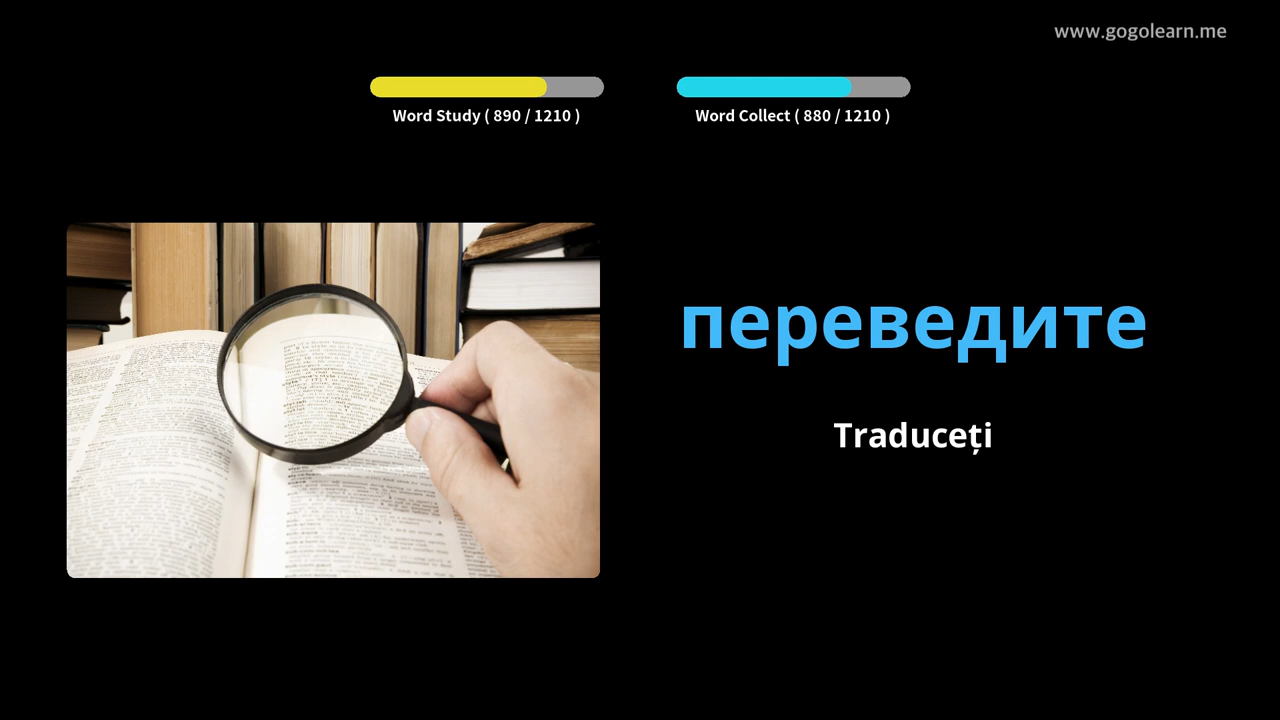 www.gogolearn.me
Word Study ( 890 / 1210 )
Word Collect ( 880 / 1210 )
переведите
Traduceți